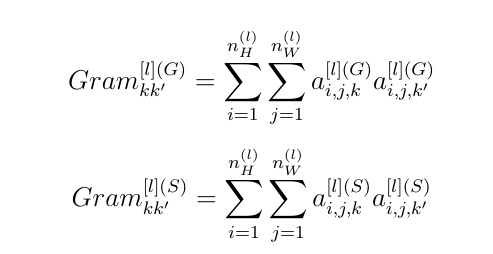 $Gram_{kk'}^{[l](G)} = \sum_{i=1}^{n_H^{(l)}} \sum_{j=1}^{n_W^{(l)}} a_{i,j,k}^{[l](G)} a_{i,j,k'}^{[l](G)}$
$Gram_{kk'}^{[l](S)} = \sum_{i=1}^{n_H^{(l)}} \sum_{j=1}^{n_W^{(l)}} a_{i,j,k}^{[l](S)} a_{i,j,k'}^{[l](S)}$